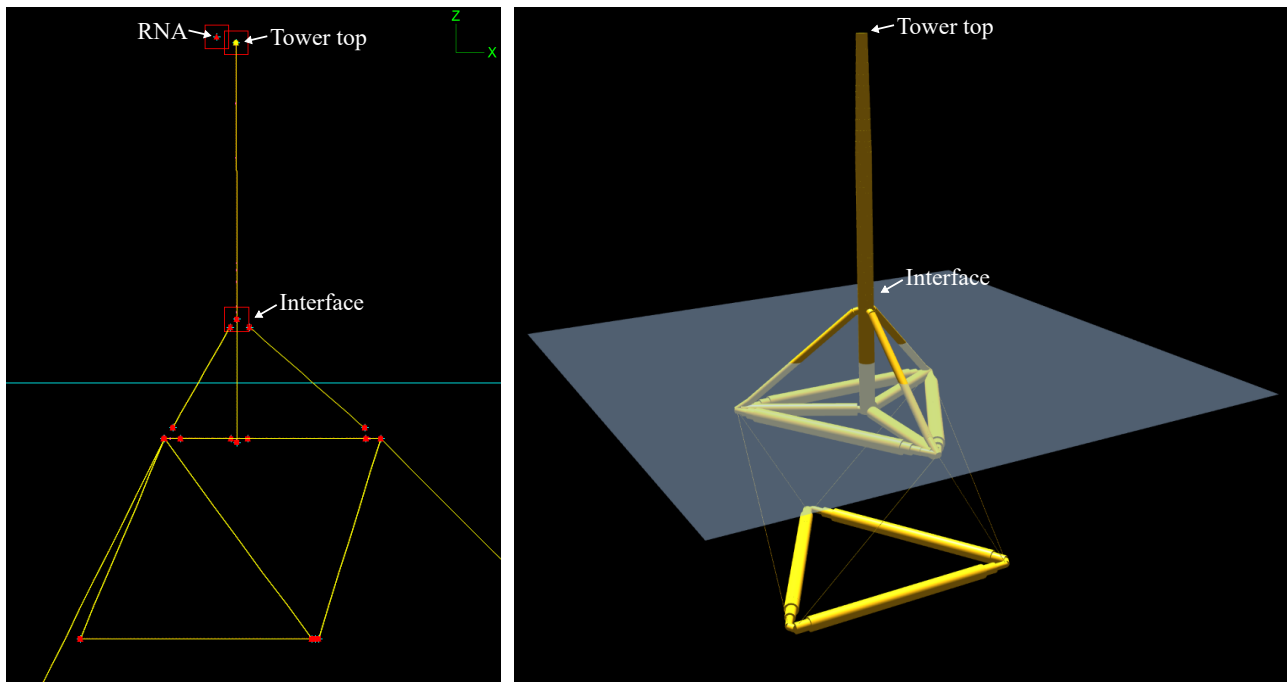 RNA
Tower top
Z
X
Interface
Tower top
Interface